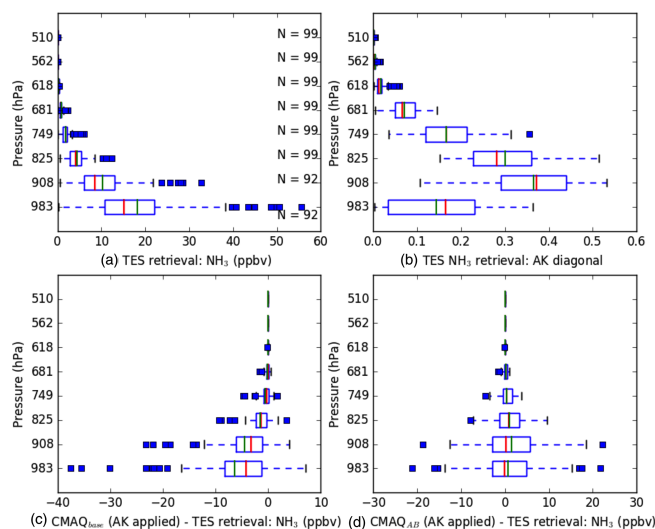 510
562
618
681
749
825
908
983
Pressure (hPa)
N = 99
N = 99
N = 99
N = 99
N = 99
N = 99
N = 92
N = 92
0 10 20 30 40 50 60
(a) TES retrieval: NH₃ (ppbv)
510
562
618
681
749
825
908
983
Pressure (hPa)
0.0 0.1 0.2 0.3 0.4 0.5 0.6
(b) TES NH₃ retrieval: AK diagonal
510
562
618
681
749
825
908
983
Pressure (hPa)
−40 −30 −20 −10 0 10
(c) CMAQbase (AK applied) - TES retrieval: NH₃ (ppbv)
510
562
618
681
749
825
908
983
Pressure (hPa)
−30 −20 −10 0 10 20 30
(d) CMAQAB (AK applied) - TES retrieval: NH₃ (ppbv)